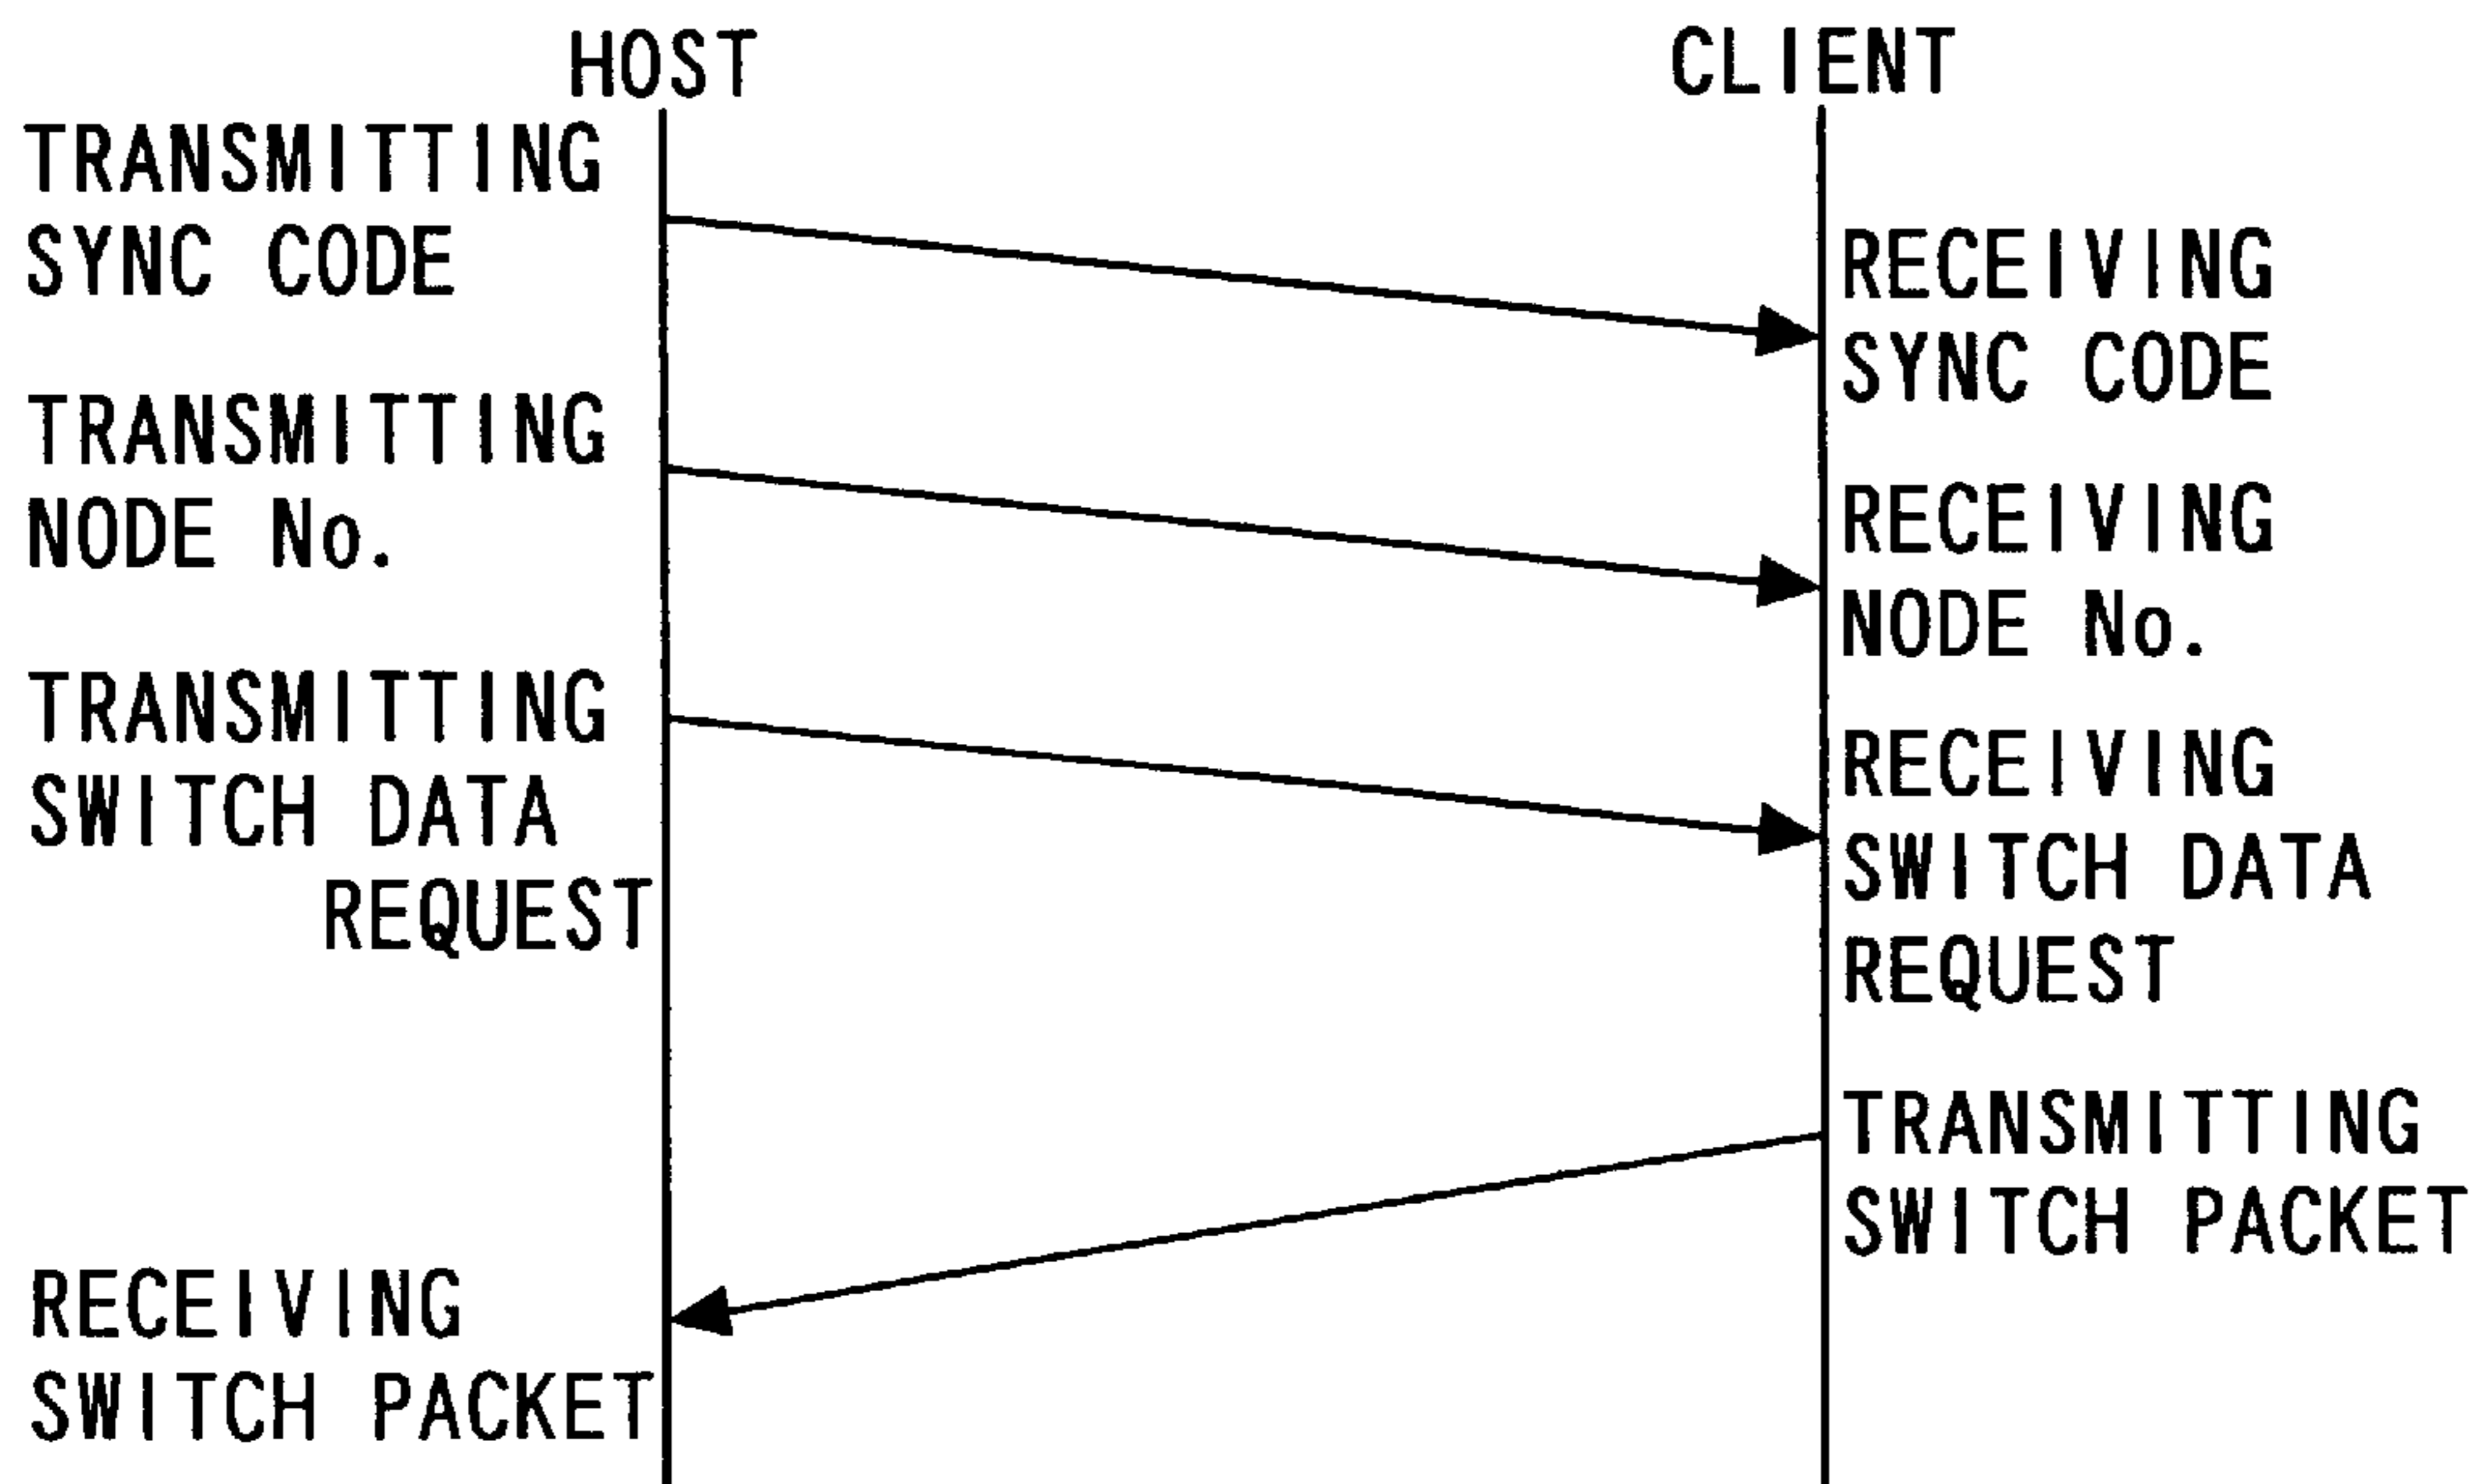 HOST
CLIENT
TRANSMITTING
SYNC CODE
RECEIVING
SYNC CODE
TRANSMITTING
NODE No.
RECEIVING
NODE No.
TRANSMITTING
SWITCH DATA
REQUEST
RECEIVING
SWITCH DATA
REQUEST
TRANSMITTING
SWITCH PACKET
RECEIVING
SWITCH PACKET